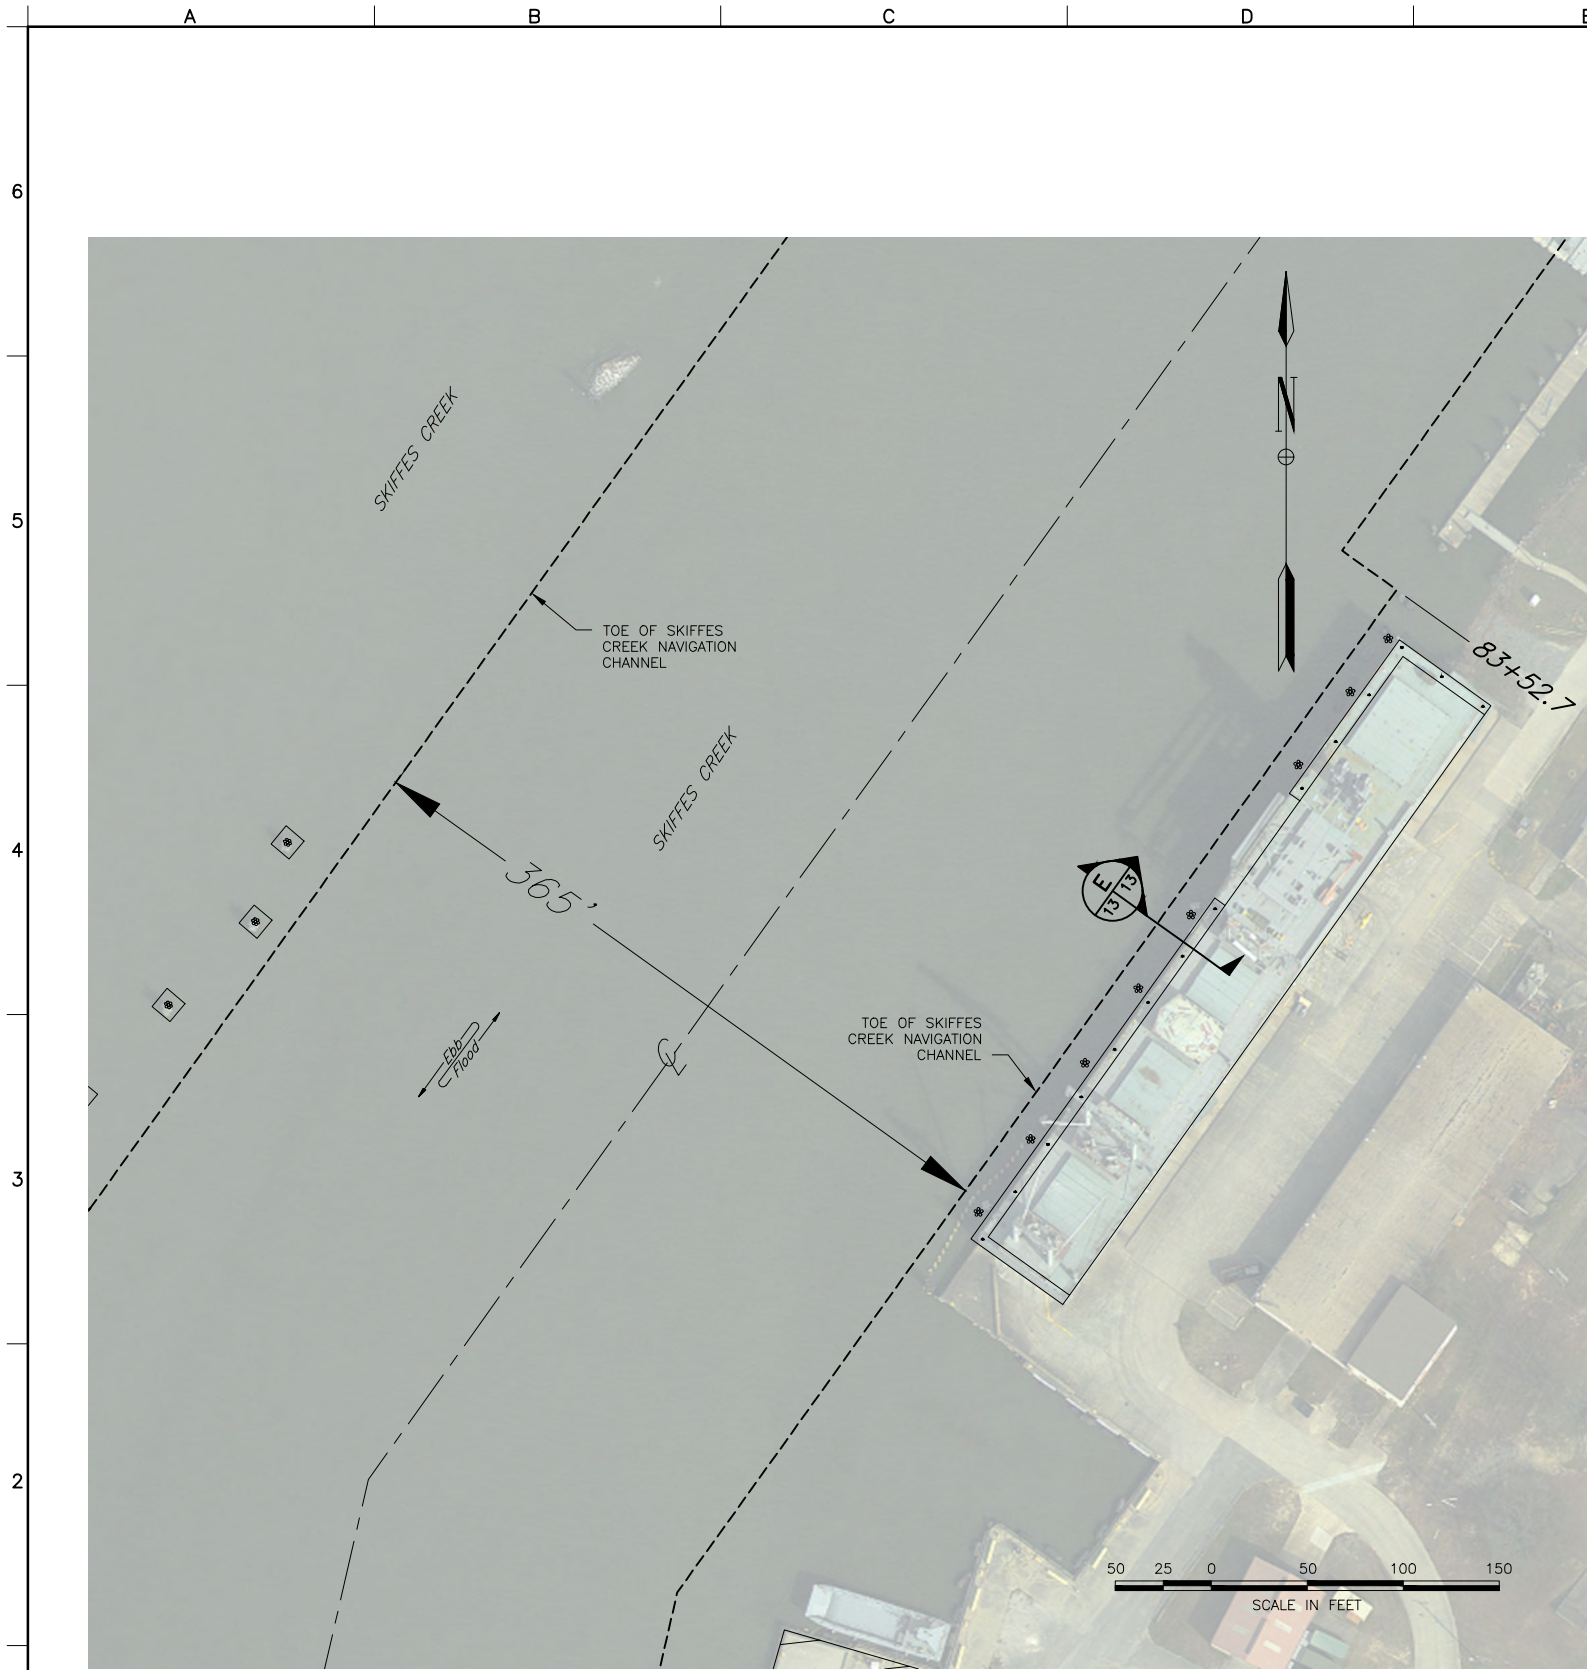 A
B
C
D
E
6
5
4
3
2
N
SKIFFES CREEK
TOE OF SKIFFES
CREEK NAVIGATION
CHANNEL
83+52.7
SKIFFES CREEK
365'
E
13
13
TOE OF SKIFFES
CREEK NAVIGATION
CHANNEL
Ebb
Flood
CL
50 25 0 50 100 150
SCALE IN FEET